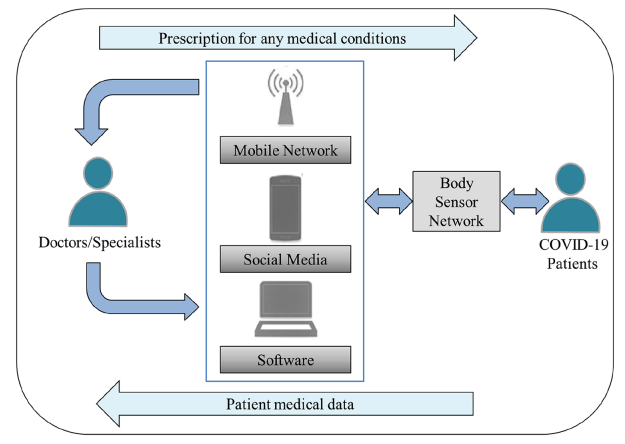 Prescription for any medical conditions
Mobile Network
Doctors/Specialists
Social Media
Software
Body
Sensor
Network
COVID-19
Patients
Patient medical data